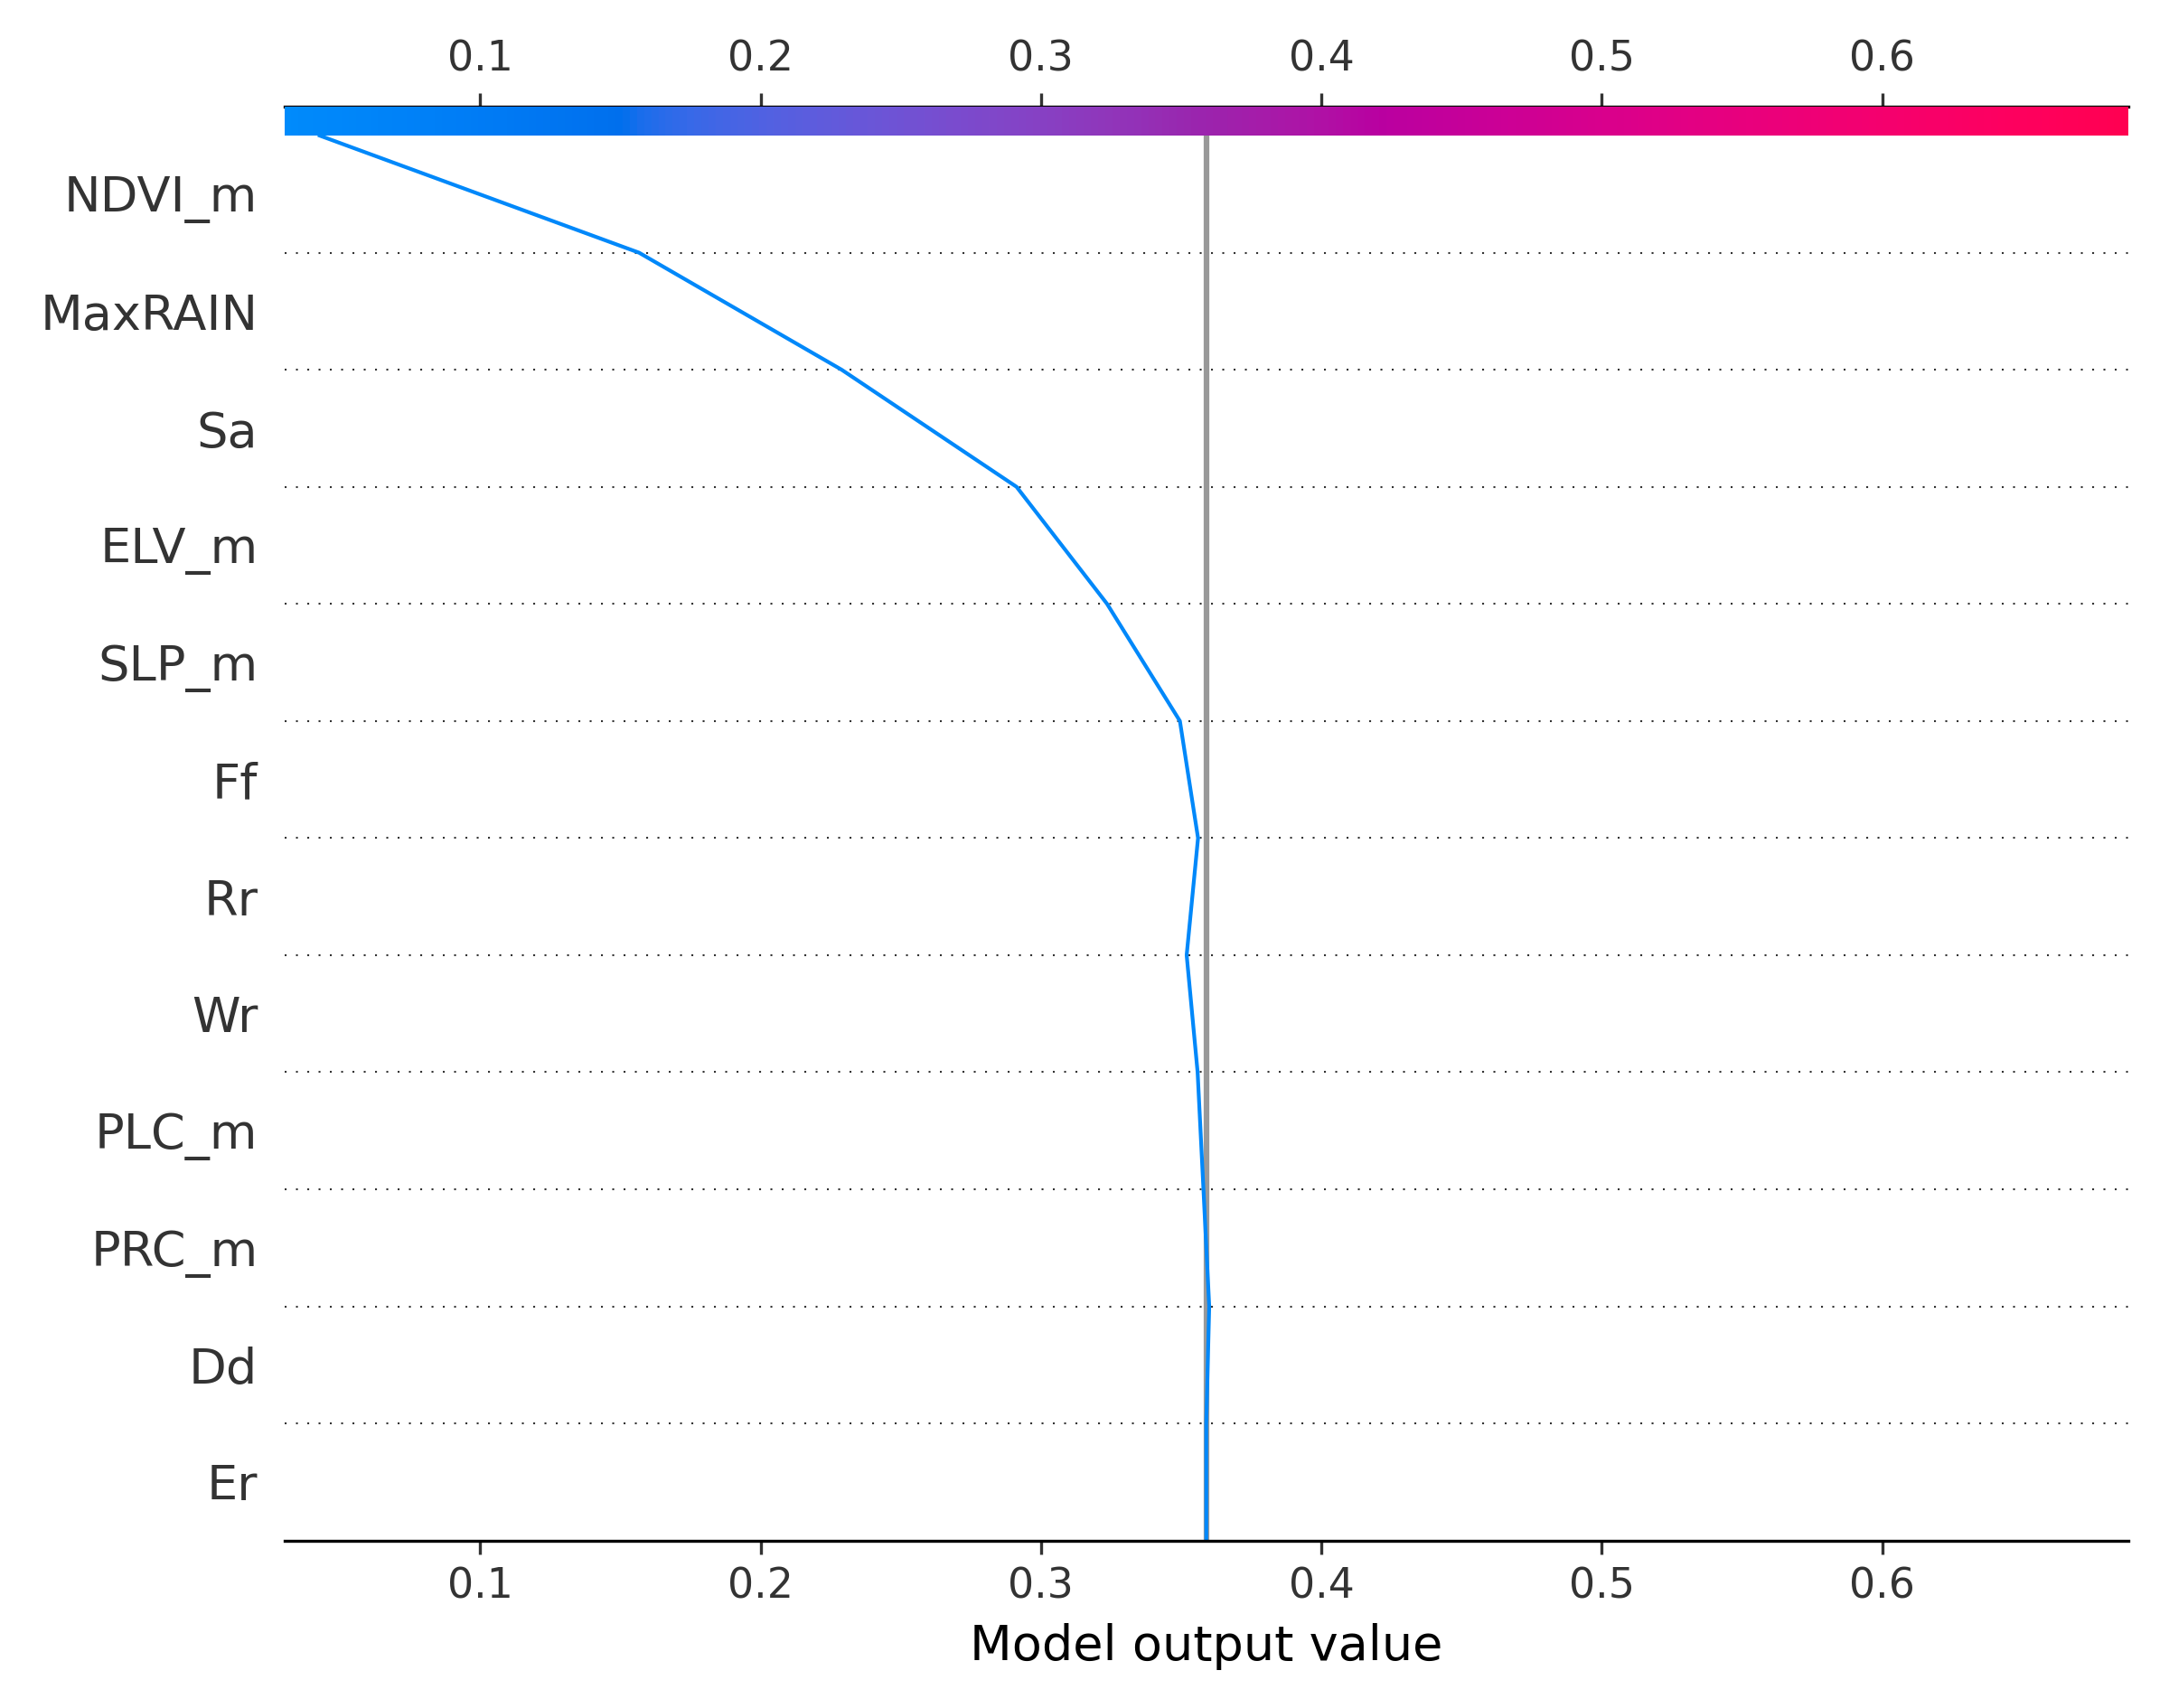 0.1 0.2 0.3 0.4 0.5 0.6
NDVI_m
MaxRAIN
Sa
ELV_m
SLP_m
Ff
Rr
Wr
PLC_m
PRC_m
Dd
Er
0.1 0.2 0.3 0.4 0.5 0.6
Model output value